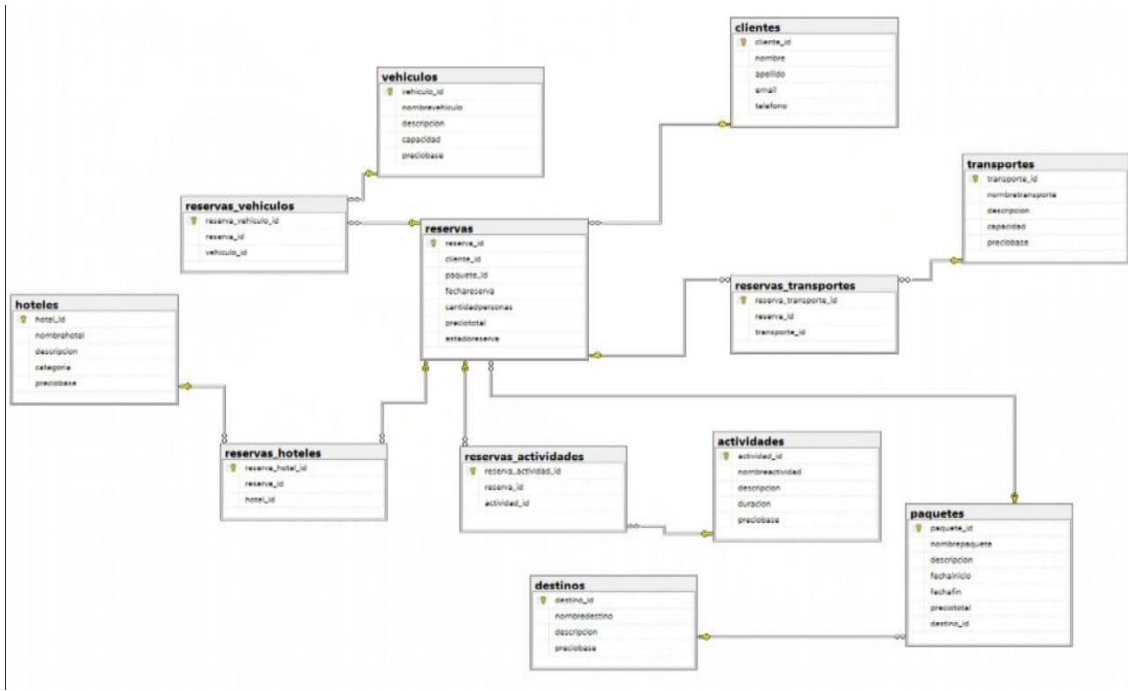 clientes
cliente_id
nombre
apellido
email
telefono
vehiculos
vehiculo_id
nombrevehiculo
descripcion
capacidad
preciobase
transportes
transporte_id
nombretransporte
descripcion
capacidad
preciobase
reservas_vehiculos
reserva_vehiculo_id
reserva_id
vehiculo_id
reservas
reserva_id
cliente_id
paquete_id
fechareserva
cantidadpersonas
preciototal
estadoreserva
reservas_transportes
reserva_transporte_id
reserva_id
transporte_id
hoteles
hotel_id
nombrehotel
descripcion
categoria
preciobase
reservas_hoteles
reserva_hotel_id
reserva_id
hotel_id
reservas_actividades
reserva_actividad_id
reserva_id
actividad_id
actividades
actividad_id
nombreactividad
descripcion
duracion
preciobase
paquetes
paquete_id
nombrepaquete
descripcion
fechainicio
fechafin
preciototal
destino_id
destinos
destino_id
nombredestino
descripcion
preciobase